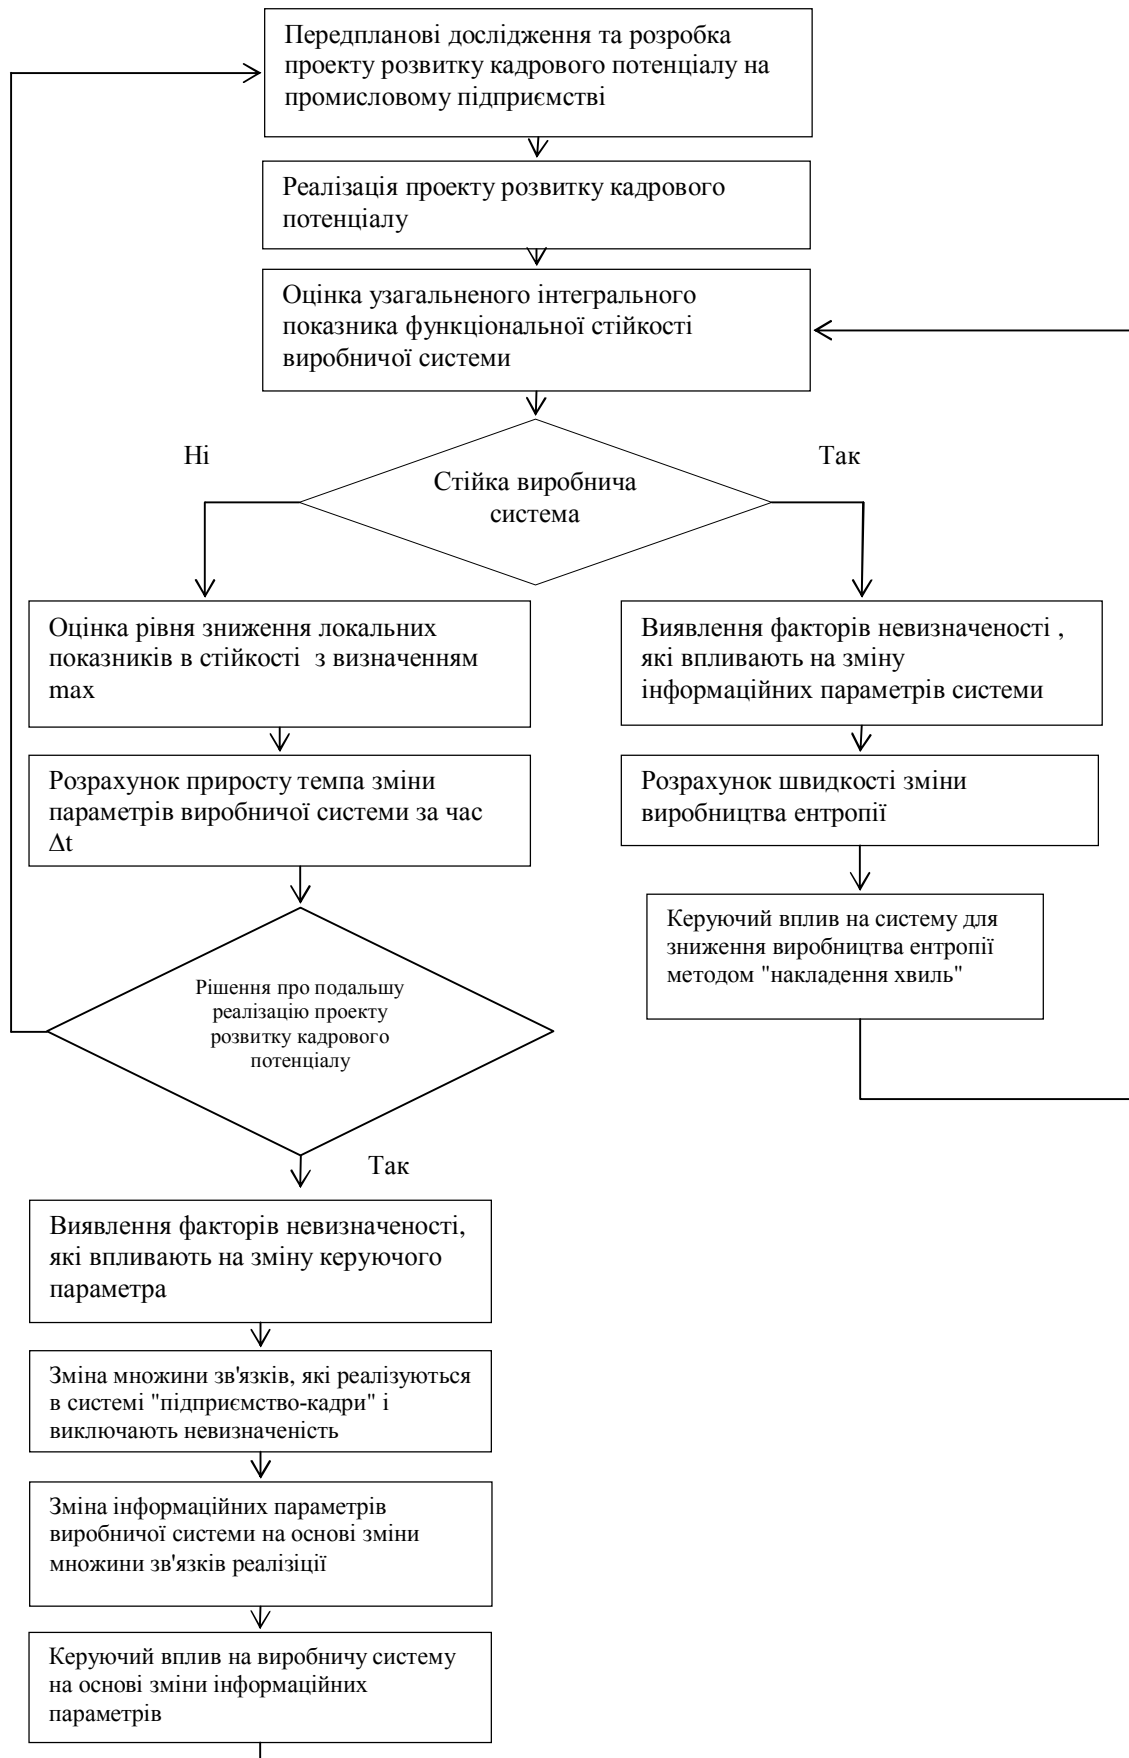 Передпланові дослідження та розробка
проекту розвитку кадрового потенціалу на
промисловому підприємстві
Реалізація проекту розвитку кадрового
потенціалу
Оцінка узагальненого інтегрального
показника функціональної стійкості
виробничої системи
Ні
Так
Стійка виробнича
система
Оцінка рівня зниження локальних
показників в стійкості з визначенням
max
Розрахунок приросту темпа зміни
параметрів виробничої системи за час
Δt
Рішення про подальшу
реалізацію проекту
розвитку кадрового
потенціалу
Виявлення факторів невизначеності ,
які впливають на зміну
інформаційних параметрів системи
Розрахунок швидкості зміни
виробництва ентропії
Керуючий вплив на систему для
зниження виробництва ентропії
методом "накладення хвиль"
Так
Виявлення факторів невизначеності,
які впливають на зміну керуючого
параметра
Зміна множини зв'язків, які реалізуються
в системі "підприємство-кадри" і
виключають невизначеність
Зміна інформаційних параметрів
виробничої системи на основі зміни
множини зв'язків реалізіції
Керуючий вплив на виробничу систему
на основі зміни інформаційних
параметрів